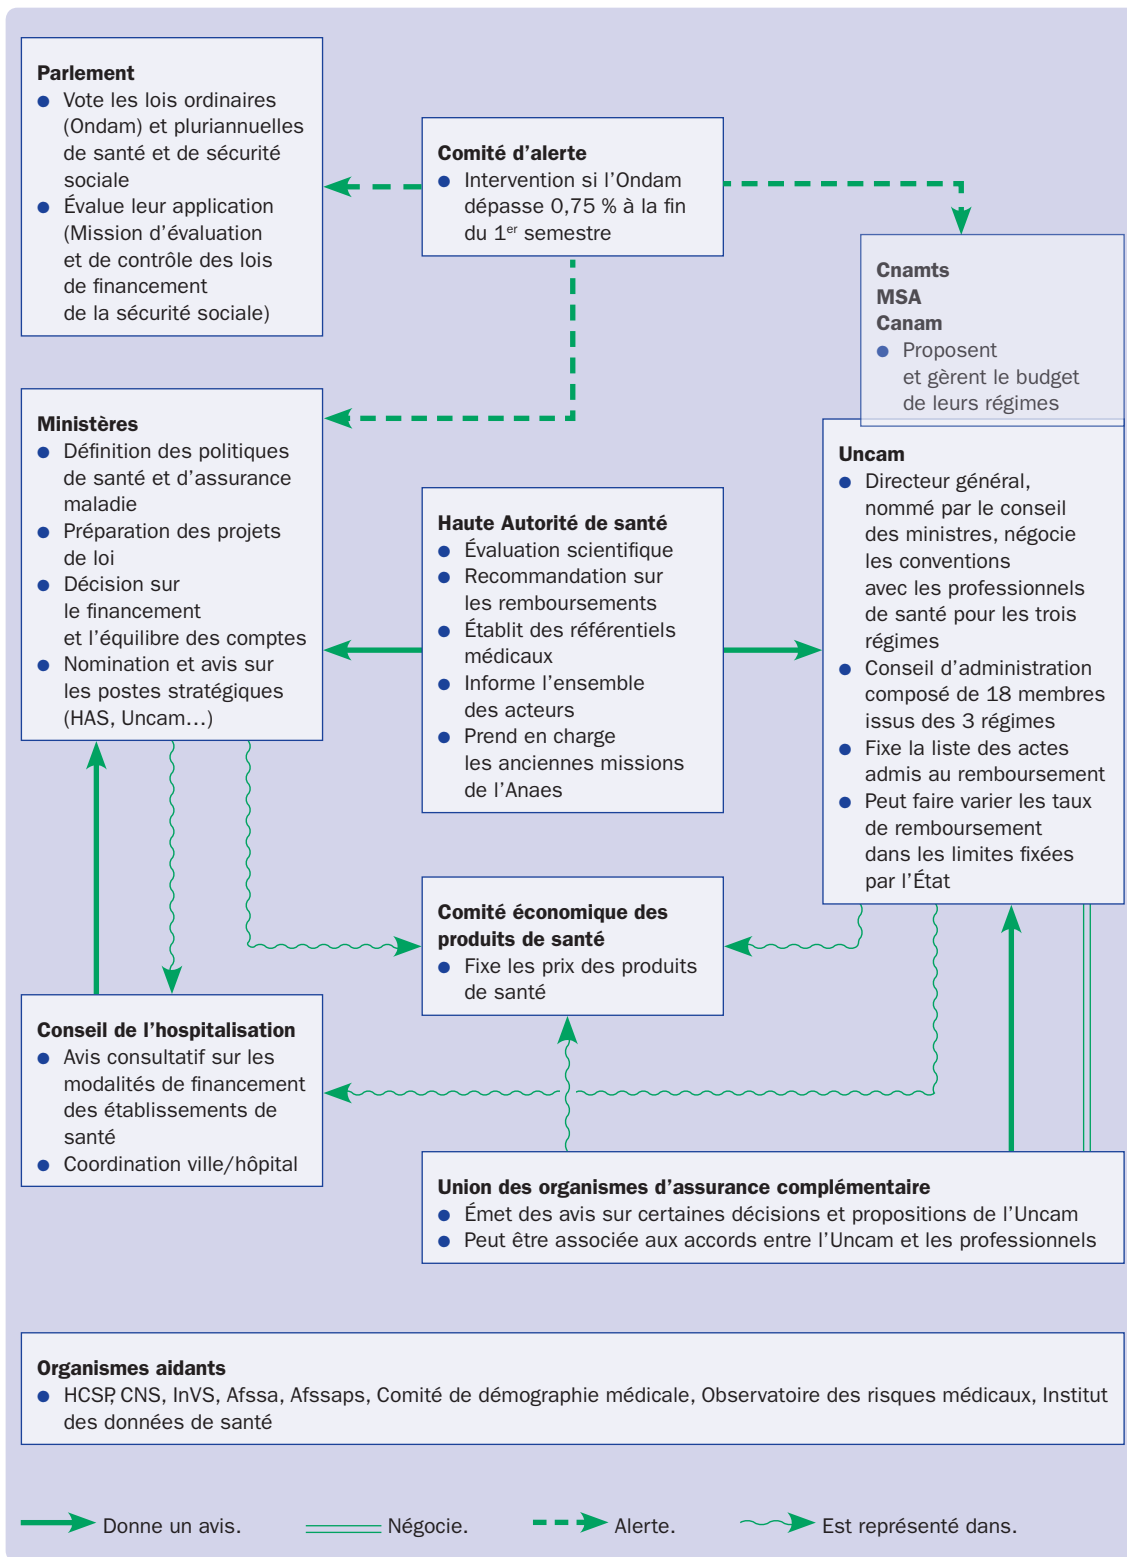 Parlement
● Vote les lois ordinaires
(Ondam) et pluriannuelles
de santé et de sécurité
sociale
● Évalue leur application
(Mission d’évaluation
et de contrôle des lois
de financement
de la sécurité sociale)
Comité d’alerte
● Intervention si l’Ondam
dépasse 0,75 % à la fin
du 1er semestre
Cnamts
MSA
Canam
● Proposent
et gèrent le budget
de leurs régimes
Ministères
● Définition des politiques
de santé et d’assurance
maladie
● Préparation des projets
de loi
● Décision sur
le financement
et l’équilibre des comptes
● Nomination et avis sur
les postes stratégiques
(HAS, Uncam…)
Haute Autorité de santé
● Évaluation scientifique
● Recommandation sur
les remboursements
● Établit des référentiels
médicaux
● Informe l’ensemble
des acteurs
● Prend en charge
les anciennes missions
de l’Anaes
Uncam
● Directeur général,
nommé par le conseil
des ministres, négocie
les conventions
avec les professionnels
de santé pour les trois
régimes
● Conseil d’administration
composé de 18 membres
issus des 3 régimes
● Fixe la liste des actes
admis au remboursement
● Peut faire varier les taux
de remboursement
dans les limites fixées
par l’État
Comité économique des
produits de santé
● Fixe les prix des produits
de santé
Conseil de l’hospitalisation
● Avis consultatif sur les
modalités de financement
des établissements de
santé
● Coordination ville/hôpital
Union des organismes d’assurance complémentaire
● Émet des avis sur certaines décisions et propositions de l’Uncam
● Peut être associée aux accords entre l’Uncam et les professionnels
Organismes aidants
● HCSP, CNS, InVS, Afssa, Afssaps, Comité de démographie médicale, Observatoire des risques médicaux, Institut
des données de santé
Donne un avis.
Négocie.
Alerte.
Est représenté dans.